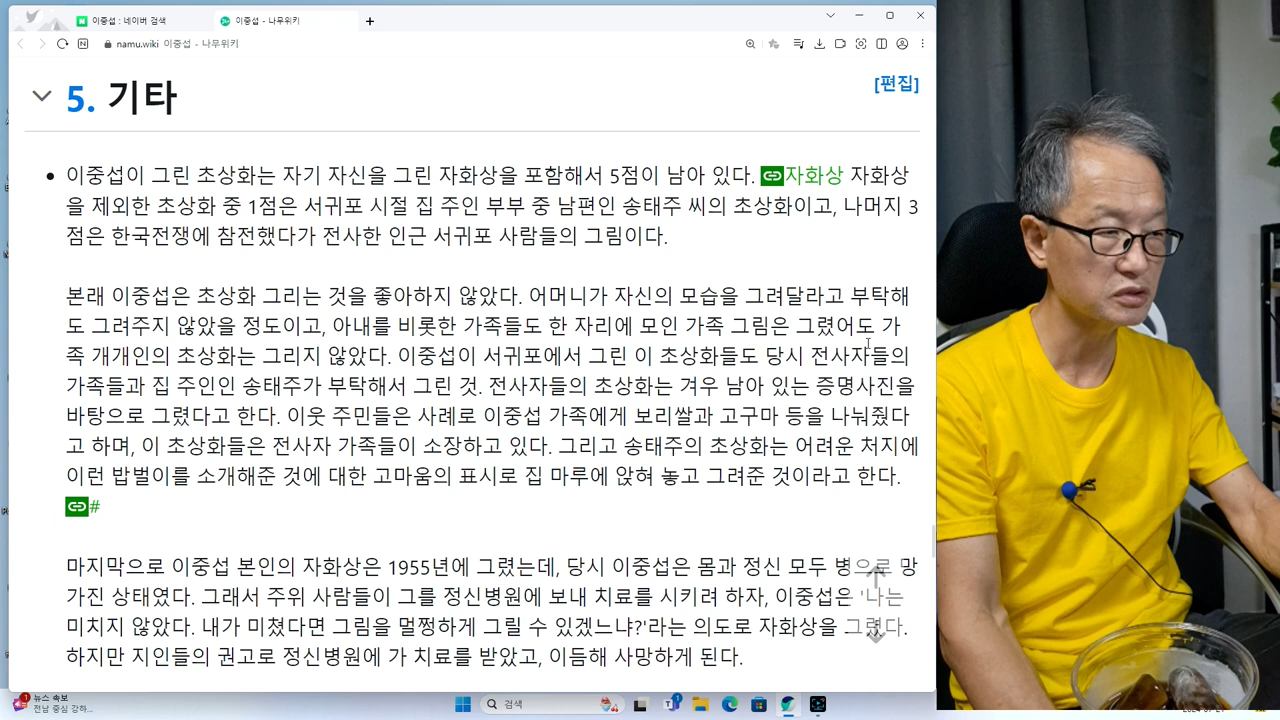 이중섭 : 네이버 검색
이중섭 - 나무위키
namu.wiki 이중섭 - 나무위키
5. 기타
[편집]
이중섭이 그린 초상화는 자기 자신을 그린 자화상을 포함해서 5점이 남아 있다. 자화상 자화상
을 제외한 초상화 중 1점은 서귀포 시절 집 주인 부부 중 남편인 송태주 씨의 초상화이고, 나머지 3
점은 한국전쟁에 참전했다가 전사한 인근 서귀포 사람들의 그림이다.
본래 이중섭은 초상화 그리는 것을 좋아하지 않았다. 어머니가 자신의 모습을 그려달라고 부탁해
도 그려주지 않았을 정도이고, 아내를 비롯한 가족들도 한 자리에 모인 가족 그림은 그렸어도 가
족 개개인의 초상화는 그리지 않았다. 이중섭이 서귀포에서 그린 이 초상화들도 당시 전사자들의
가족들과 집 주인인 송태주가 부탁해서 그린 것. 전사자들의 초상화는 겨우 남아 있는 증명사진을
바탕으로 그렸다고 한다. 이웃 주민들은 사례로 이중섭 가족에게 보리쌀과 고구마 등을 나눠줬다
고 하며, 이 초상화들은 전사자 가족들이 소장하고 있다. 그리고 송태주의 초상화는 어려운 처지에
이런 밥벌이를 소개해준 것에 대한 고마움의 표시로 집 마루에 앉혀 놓고 그려준 것이라고 한다.
#
마지막으로 이중섭 본인의 자화상은 1955년에 그렸는데, 당시 이중섭은 몸과 정신 모두 병으로 망
가진 상태였다. 그래서 주위 사람들이 그를 정신병원에 보내 치료를 시키려 하자, 이중섭은 '나는
미치지 않았다. 내가 미쳤다면 그림을 멀쩡하게 그릴 수 있겠느냐?'라는 의도로 자화상을 그렸다.
하지만 지인들의 권고로 정신병원에 가 치료를 받았고, 이듬해 사망하게 된다.
뉴스 속보
전남 중심 강하...
검색